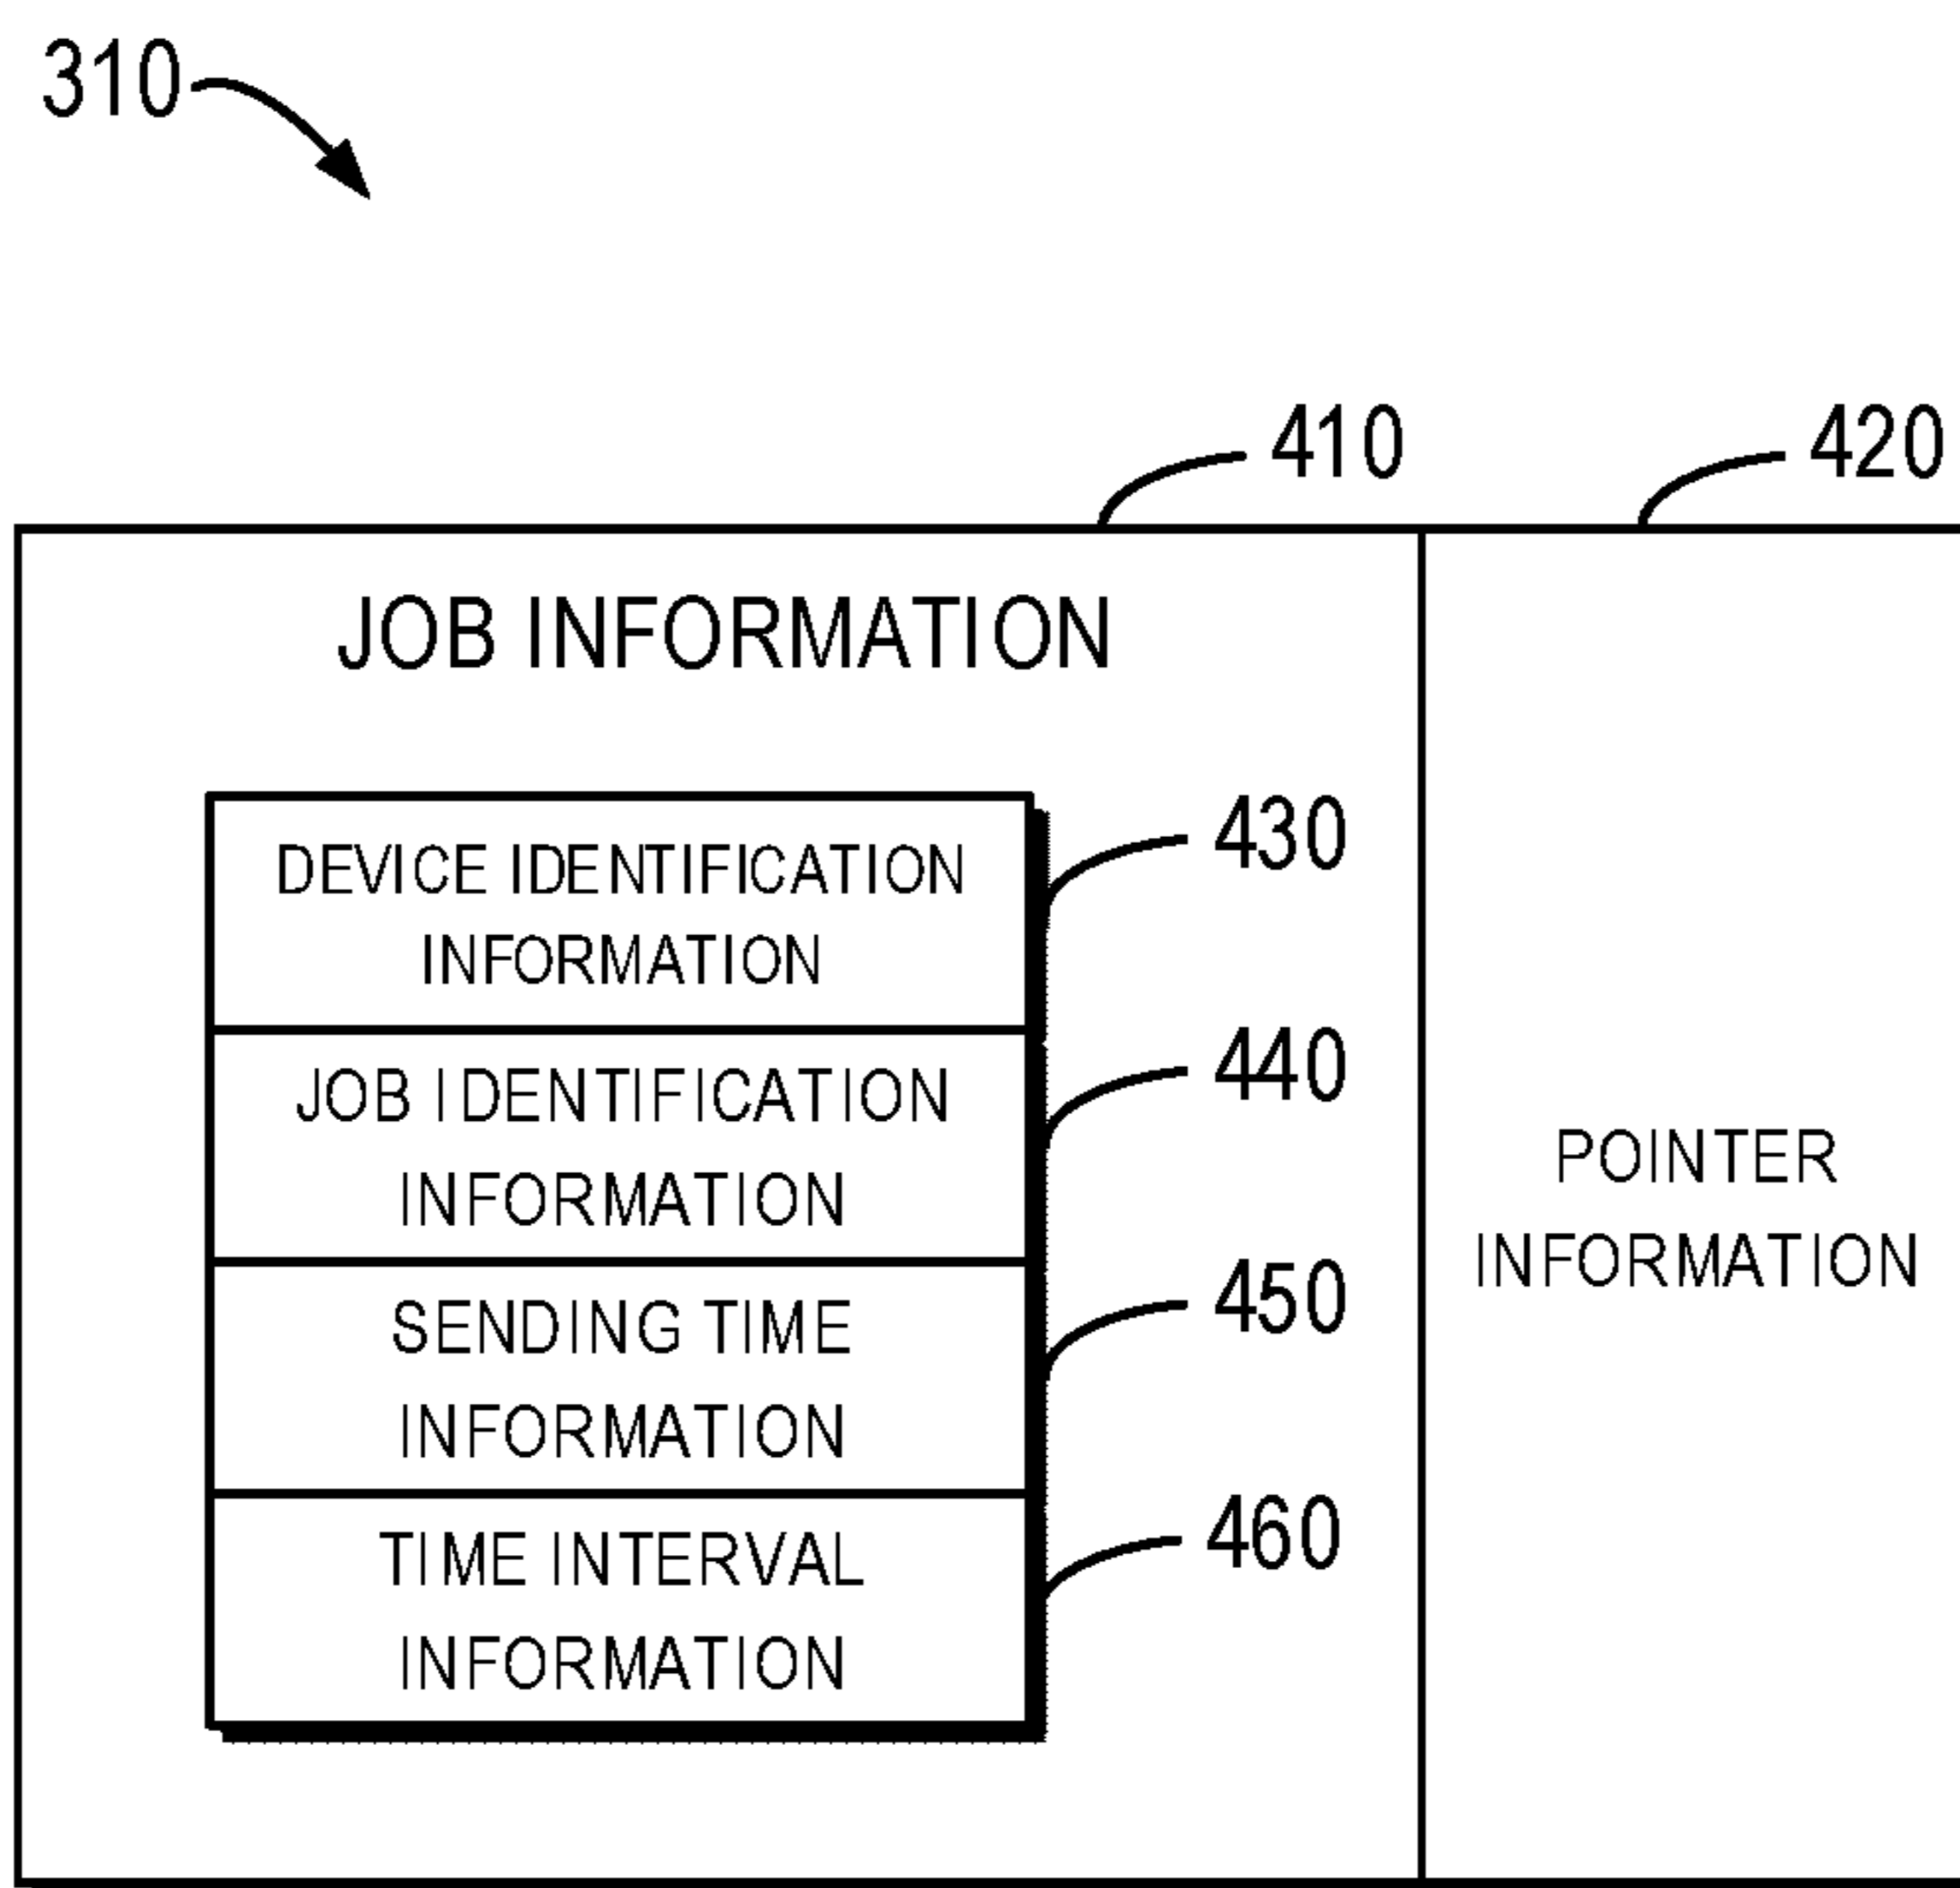 310
410
420
JOB INFORMATION
DEVICE IDENTIFICATION
INFORMATION
430
JOB IDENTIFICATION
INFORMATION
440
SENDING TIME
INFORMATION
450
TIME INTERVAL
INFORMATION
460
POINTER
INFORMATION